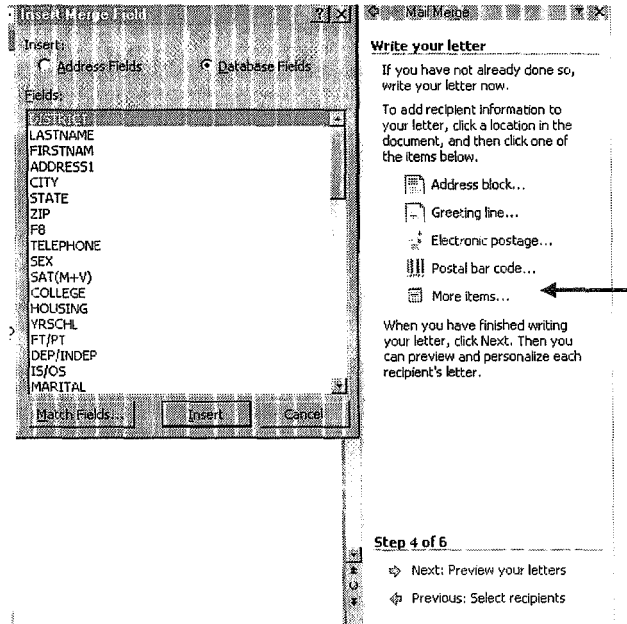 Insert Merge Field
Insert:
Address Fields
Database Fields
Fields:
DISTRICT
LASTNAME
FIRSTNAM
ADDRESS1
CITY
STATE
ZIP
F8
TELEPHONE
SEX
SAT(M+V)
COLLEGE
HOUSING
YRSCHL
FT/PT
DEP/INDEP
IS/OS
MARITAL
Match Fields...
Insert
Cancel
Mail Merge
Write your letter
If you have not already done so,
write your letter now.
To add recipient information to
your letter, click a location in the
document, and then click one of
the items below.
Address block...
Greeting line...
Electronic postage...
Postal bar code...
More items...
When you have finished writing
your letter, click Next. Then you
can preview and personalize each
recipient's letter.
Step 4 of 6
Next: Preview your letters
Previous: Select recipients